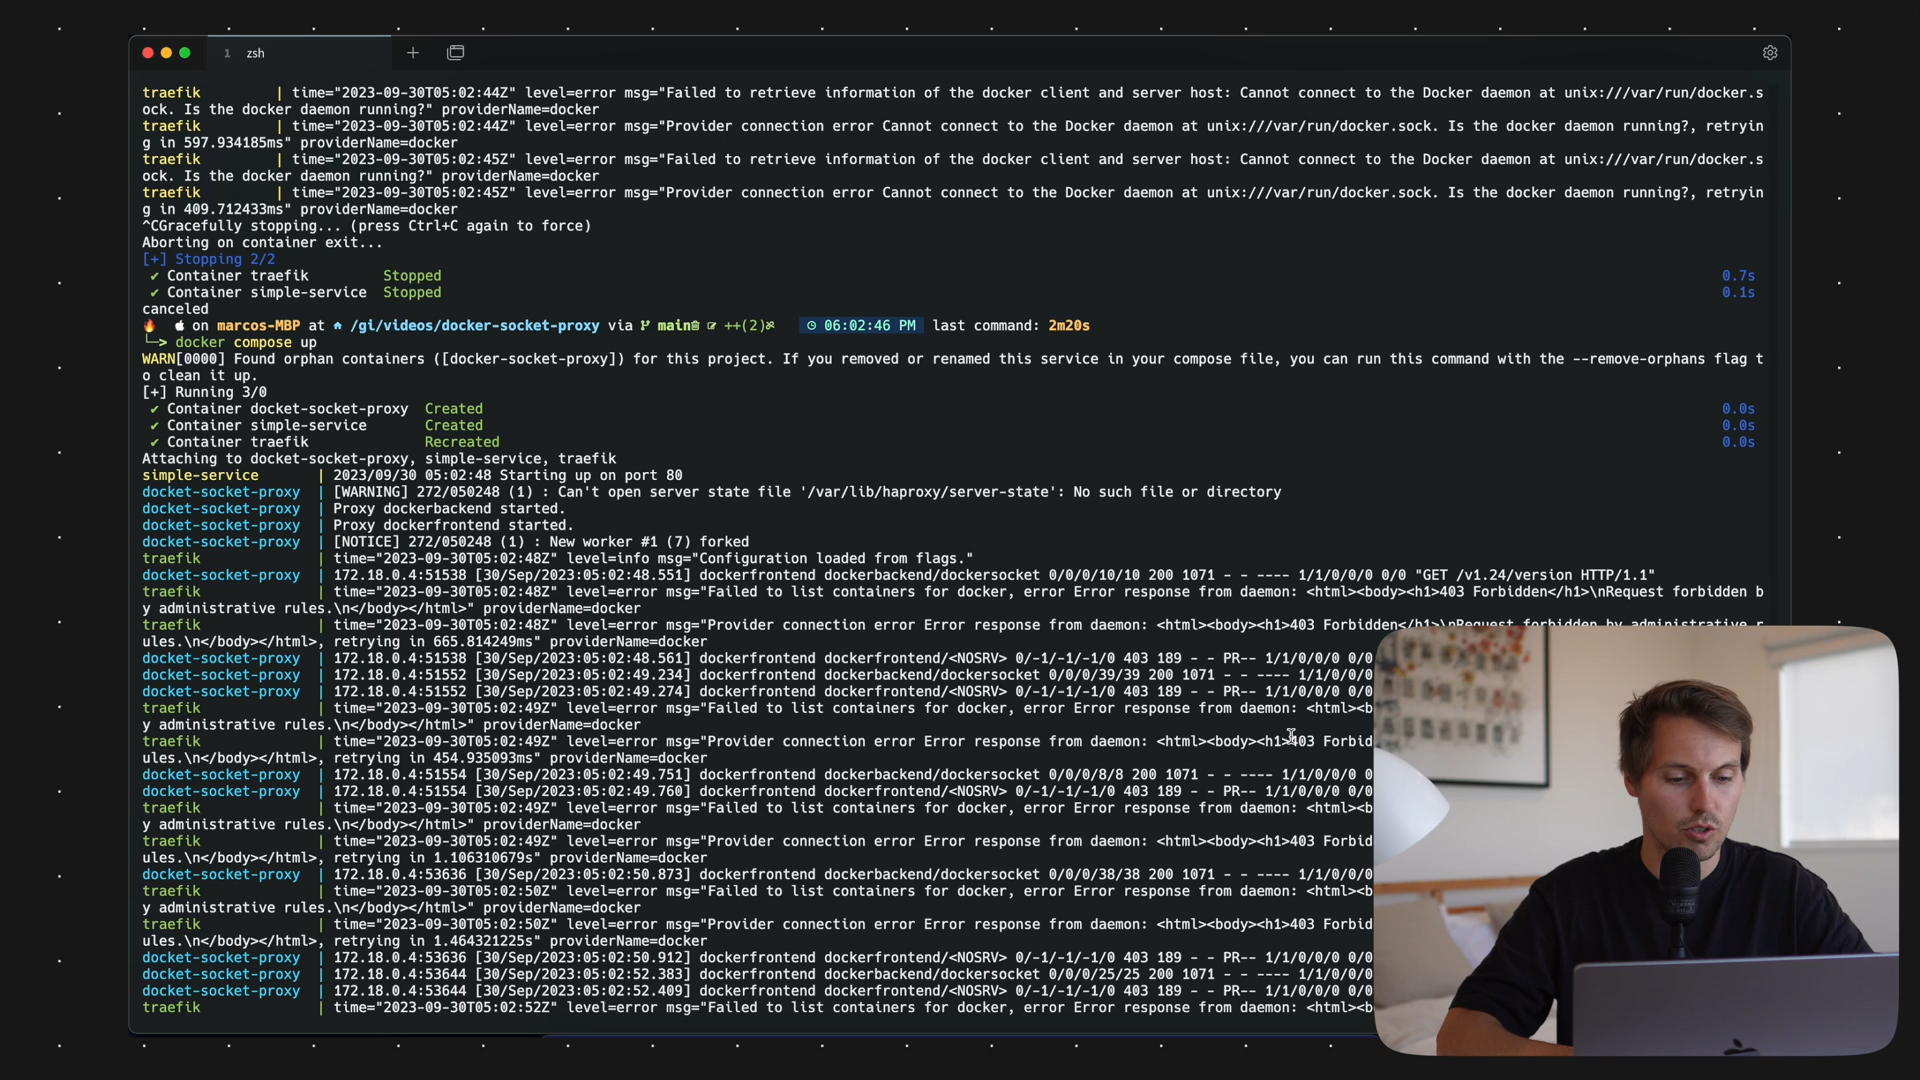 1 zsh
traefik | time="2023-09-30T05:02:44Z" level=error msg="Failed to retrieve information of the docker client and server host: Cannot connect to the Docker daemon at unix:///var/run/docker.s
ock. Is the docker daemon running?" providerName=docker
traefik | time="2023-09-30T05:02:44Z" level=error msg="Provider connection error Cannot connect to the Docker daemon at unix:///var/run/docker.sock. Is the docker daemon running?, retryin
g in 597.934185ms" providerName=docker
traefik | time="2023-09-30T05:02:45Z" level=error msg="Failed to retrieve information of the docker client and server host: Cannot connect to the Docker daemon at unix:///var/run/docker.s
ock. Is the docker daemon running?" providerName=docker
traefik | time="2023-09-30T05:02:45Z" level=error msg="Provider connection error Cannot connect to the Docker daemon at unix:///var/run/docker.sock. Is the docker daemon running?, retryin
g in 409.712433ms" providerName=docker
^CGracefully stopping... (press Ctrl+C again to force)
Aborting on container exit...
[+] Stopping 2/2
✔ Container traefik Stopped 0.7s
✔ Container simple-service Stopped 0.1s
canceled
on marcos-MBP at /gi/videos/docker-socket-proxy via main ++(2) 06:02:46 PM last command: 2m20s
└─> docker compose up
WARN[0000] Found orphan containers ([docker-socket-proxy]) for this project. If you removed or renamed this service in your compose file, you can run this command with the --remove-orphans flag t
o clean it up.
[+] Running 3/0
✔ Container docket-socket-proxy Created 0.0s
✔ Container simple-service Created 0.0s
✔ Container traefik Recreated 0.0s
Attaching to docket-socket-proxy, simple-service, traefik
simple-service | 2023/09/30 05:02:48 Starting up on port 80
docket-socket-proxy | [WARNING] 272/050248 (1) : Can't open server state file '/var/lib/haproxy/server-state': No such file or directory
docket-socket-proxy | Proxy dockerbackend started.
docket-socket-proxy | Proxy dockerfrontend started.
docket-socket-proxy | [NOTICE] 272/050248 (1) : New worker #1 (7) forked
traefik | time="2023-09-30T05:02:48Z" level=info msg="Configuration loaded from flags."
docket-socket-proxy | 172.18.0.4:51538 [30/Sep/2023:05:02:48.551] dockerfrontend dockerbackend/dockersocket 0/0/0/10/10 200 1071 - - ---- 1/1/0/0/0 0/0 "GET /v1.24/version HTTP/1.1"
traefik | time="2023-09-30T05:02:48Z" level=error msg="Failed to list containers for docker, error Error response from daemon: <html><body><h1>403 Forbidden</h1>\nRequest forbidden b
y administrative rules.\n</body></html>" providerName=docker
traefik | time="2023-09-30T05:02:48Z" level=error msg="Provider connection error Error response from daemon: <html><body><h1>403 Forbidden</h1>\nRequest forbidden by administrative r
ules.\n</body></html>, retrying in 665.814249ms" providerName=docker
docket-socket-proxy | 172.18.0.4:51538 [30/Sep/2023:05:02:48.561] dockerfrontend dockerfrontend/<NOSRV> 0/-1/-1/-1/0 403 189 - - PR-- 1/1/0/0/0 0/0
docket-socket-proxy | 172.18.0.4:51552 [30/Sep/2023:05:02:49.234] dockerfrontend dockerbackend/dockersocket 0/0/0/39/39 200 1071 - - ---- 1/1/0/0/0
docket-socket-proxy | 172.18.0.4:51552 [30/Sep/2023:05:02:49.274] dockerfrontend dockerfrontend/<NOSRV> 0/-1/-1/-1/0 403 189 - - PR-- 1/1/0/0/0 0/0
traefik | time="2023-09-30T05:02:49Z" level=error msg="Failed to list containers for docker, error Error response from daemon: <html><b
y administrative rules.\n</body></html>" providerName=docker
traefik | time="2023-09-30T05:02:49Z" level=error msg="Provider connection error Error response from daemon: <html><body><h1>403 Forbid
ules.\n</body></html>, retrying in 454.935093ms" providerName=docker
docket-socket-proxy | 172.18.0.4:51554 [30/Sep/2023:05:02:49.751] dockerfrontend dockerbackend/dockersocket 0/0/0/8/8 200 1071 - - ---- 1/1/0/0/0 0
docket-socket-proxy | 172.18.0.4:51554 [30/Sep/2023:05:02:49.760] dockerfrontend dockerfrontend/<NOSRV> 0/-1/-1/-1/0 403 189 - - PR-- 1/1/0/0/0 0/0
traefik | time="2023-09-30T05:02:49Z" level=error msg="Failed to list containers for docker, error Error response from daemon: <html><b
y administrative rules.\n</body></html>" providerName=docker
traefik | time="2023-09-30T05:02:49Z" level=error msg="Provider connection error Error response from daemon: <html><body><h1>403 Forbid
ules.\n</body></html>, retrying in 1.106310679s" providerName=docker
docket-socket-proxy | 172.18.0.4:53636 [30/Sep/2023:05:02:50.873] dockerfrontend dockerbackend/dockersocket 0/0/0/38/38 200 1071 - - ---- 1/1/0/0/0
traefik | time="2023-09-30T05:02:50Z" level=error msg="Failed to list containers for docker, error Error response from daemon: <html><b
y administrative rules.\n</body></html>" providerName=docker
traefik | time="2023-09-30T05:02:50Z" level=error msg="Provider connection error Error response from daemon: <html><body><h1>403 Forbid
ules.\n</body></html>, retrying in 1.464321225s" providerName=docker
docket-socket-proxy | 172.18.0.4:53636 [30/Sep/2023:05:02:50.912] dockerfrontend dockerfrontend/<NOSRV> 0/-1/-1/-1/0 403 189 - - PR-- 1/1/0/0/0 0/0
docket-socket-proxy | 172.18.0.4:53644 [30/Sep/2023:05:02:52.383] dockerfrontend dockerbackend/dockersocket 0/0/0/25/25 200 1071 - - ---- 1/1/0/0/0
docket-socket-proxy | 172.18.0.4:53644 [30/Sep/2023:05:02:52.409] dockerfrontend dockerfrontend/<NOSRV> 0/-1/-1/-1/0 403 189 - - PR-- 1/1/0/0/0 0/0
traefik | time="2023-09-30T05:02:52Z" level=error msg="Failed to list containers for docker, error Error response from daemon: <html><b